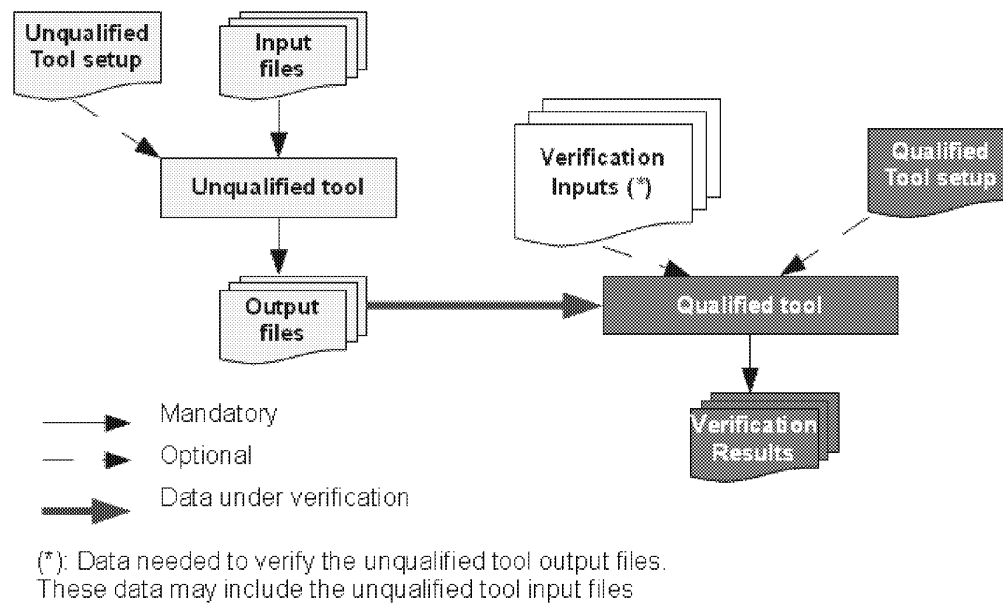 Unqualified
Tool setup
Input
files
Unqualified tool
Output
files
Verification
Inputs (*)
Qualified
Tool setup
Qualified tool
Verification
Results
Mandatory
Optional
Data under verification
(*): Data needed to verify the unqualified tool output files.
These data may include the unqualified tool input files